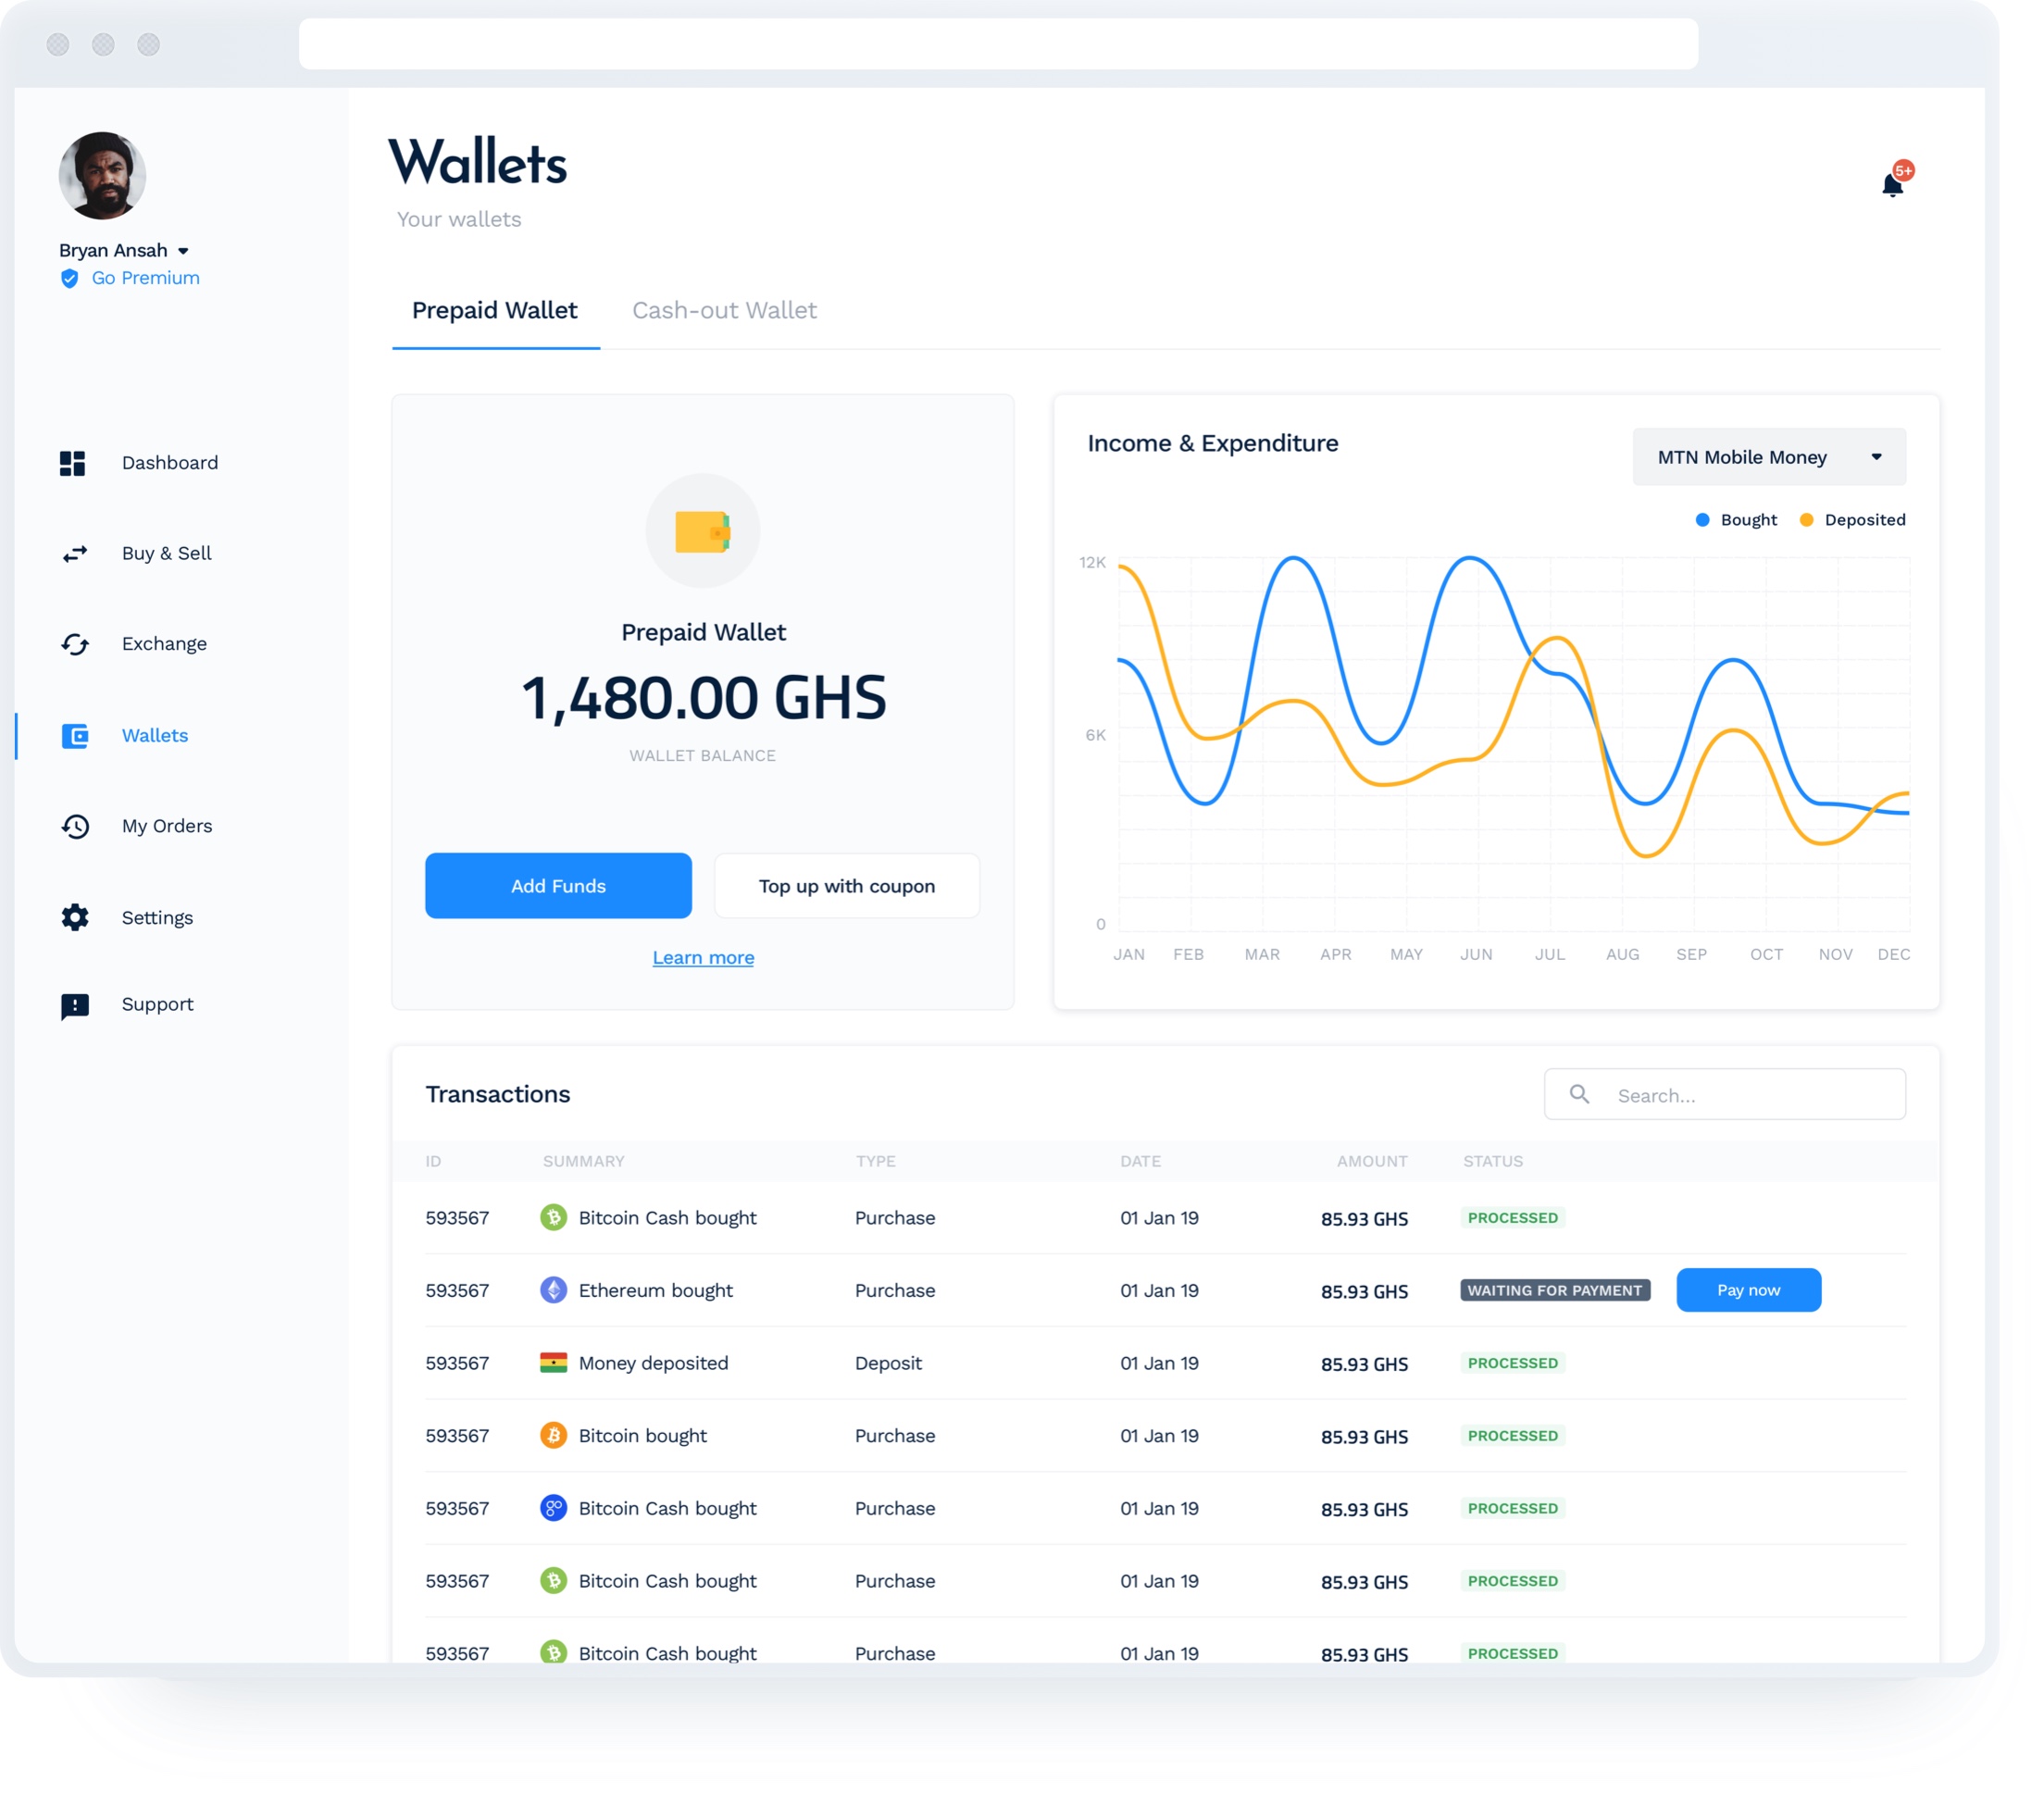 Wallets
Your wallets
5+
Bryan Ansah
Go Premium
Dashboard
Buy & Sell
Exchange
Wallets
My Orders
Settings
Support
Prepaid Wallet
Cash-out Wallet
Prepaid Wallet
1,480.00 GHS
WALLET BALANCE
Add Funds
Top up with coupon
Learn more
Income & Expenditure
MTN Mobile Money
Bought Deposited
12K
6K
0
JAN FEB MAR APR MAY JUN JUL AUG SEP OCT NOV DEC
Transactions
Search...
ID SUMMARY TYPE DATE AMOUNT STATUS
593567 Bitcoin Cash bought Purchase 01 Jan 19 85.93 GHS PROCESSED
593567 Ethereum bought Purchase 01 Jan 19 85.93 GHS WAITING FOR PAYMENT Pay now
593567 Money deposited Deposit 01 Jan 19 85.93 GHS PROCESSED
593567 Bitcoin bought Purchase 01 Jan 19 85.93 GHS PROCESSED
593567 Bitcoin Cash bought Purchase 01 Jan 19 85.93 GHS PROCESSED
593567 Bitcoin Cash bought Purchase 01 Jan 19 85.93 GHS PROCESSED
593567 Bitcoin Cash bought Purchase 01 Jan 19 85.93 GHS PROCESSED